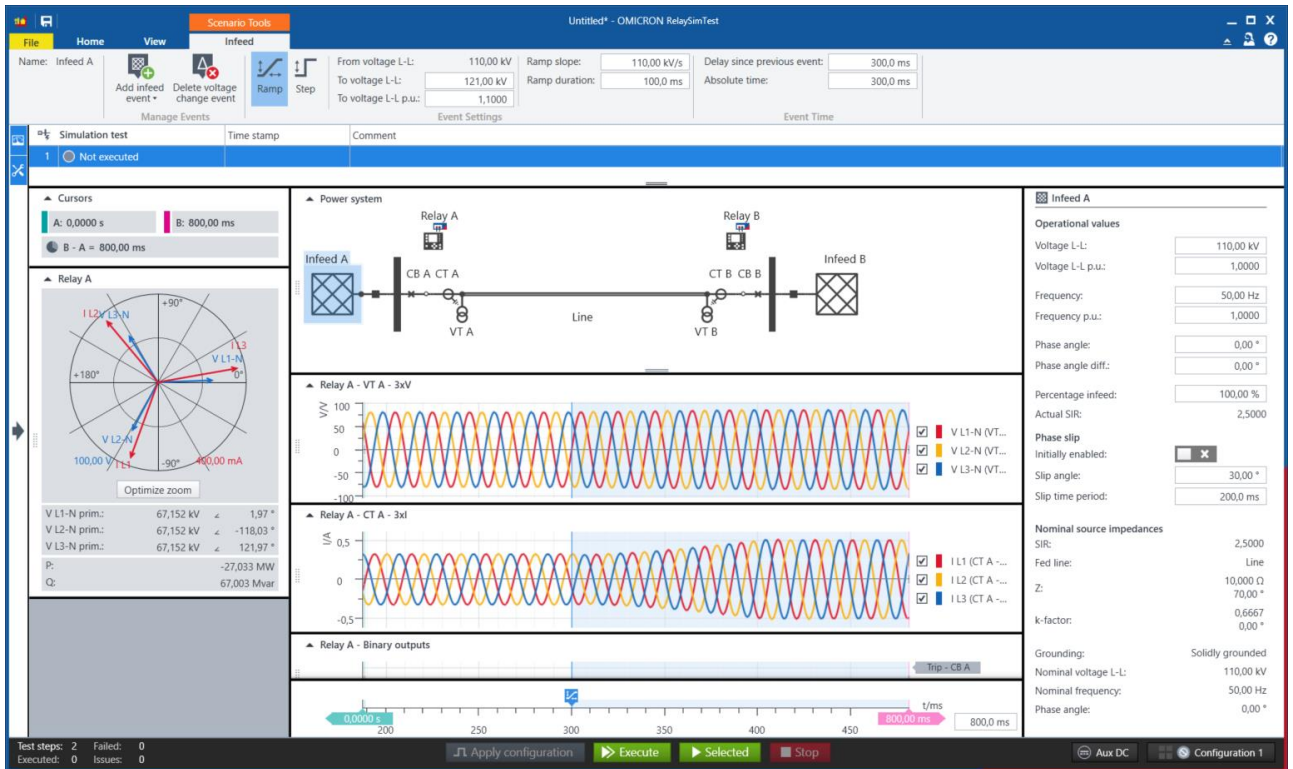 Scenario Tools
Untitled* - OMICRON RelaySimTest
File Home View Infeed
Name: Infeed A
Add infeed event
Delete voltage change event
Manage Events
Ramp Step
From voltage L-L: 110,00 kV
To voltage L-L: 121,00 kV
To voltage L-L p.u.: 1,1000
Ramp slope: 110,00 kV/s
Ramp duration: 100,0 ms
Event Settings
Delay since previous event: 300,0 ms
Absolute time: 300,0 ms
Event Time
Simulation test Time stamp Comment
1 Not executed
Cursors
A: 0,0000 s B: 800,00 ms
B - A = 800,00 ms
Relay A
+90°
I L2 V L3-N
I L3
V L1-N
+180° 0°
V L2-N
100,00 V I L1 -90° 400,00 mA
Optimize zoom
V L1-N prim.: 67,152 kV ∠ 1,97 °
V L2-N prim.: 67,152 kV ∠ -118,03 °
V L3-N prim.: 67,152 kV ∠ 121,97 °
P: -27,033 MW
Q: 67,003 Mvar
Power system
Relay A Relay B
Infeed A CB A CT A CT B CB B Infeed B
Line
VT A VT B
Relay A - VT A - 3xV
V/V
100
50
0
-50
-100
V L1-N (VT...
V L2-N (VT...
V L3-N (VT...
Relay A - CT A - 3xI
I/A
0,5
0
-0,5
I L1 (CT A -...
I L2 (CT A -...
I L3 (CT A -...
Relay A - Binary outputs
Trip - CB A
0,0000 s 800,00 ms
t/ms
200 250 300 350 400 450
800,0 ms
Infeed A
Operational values
Voltage L-L: 110,00 kV
Voltage L-L p.u.: 1,0000
Frequency: 50,00 Hz
Frequency p.u.: 1,0000
Phase angle: 0,00 °
Phase angle diff.: 0,00 °
Percentage infeed: 100,00 %
Actual SIR: 2,5000
Phase slip
Initially enabled:
Slip angle: 30,00 °
Slip time period: 200,0 ms
Nominal source impedances
SIR: 2,5000
Fed line: Line
Z: 10,000 Ω
70,00 °
k-factor: 0,6667
0,00 °
Grounding: Solidly grounded
Nominal voltage L-L: 110,00 kV
Nominal frequency: 50,00 Hz
Phase angle: 0,00 °
Test steps: 2 Failed: 0
Executed: 0 Issues: 0
Apply configuration Execute Selected Stop
Aux DC Configuration 1